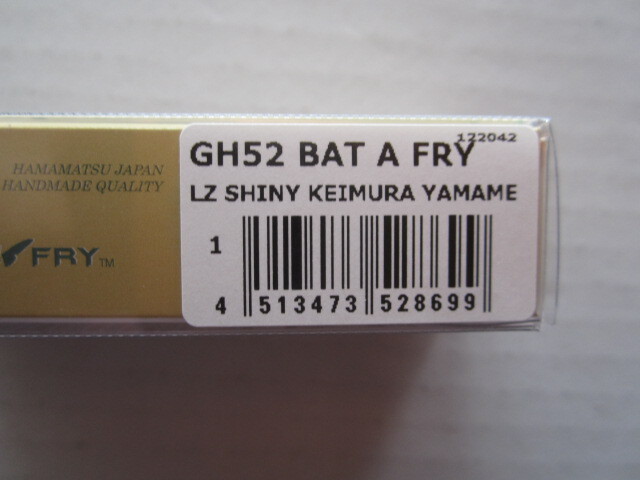 HAMAMATSU JAPAN
HANDMADE QUALITY
FRY™
122042
GH52 BAT A FRY
LZ SHINY KEIMURA YAMAME
1
4 513473 528699